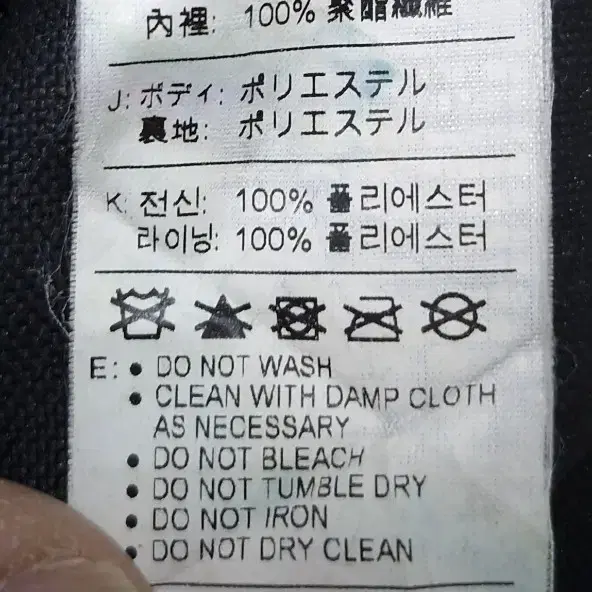 內裡: 100% 聚酯纖維
J: ボディ: ポリエステル
裏地: ポリエステル
K: 전신: 100% 폴리에스터
라이닝: 100% 폴리에스터
E: • DO NOT WASH
• CLEAN WITH DAMP CLOTH
AS NECESSARY
• DO NOT BLEACH
• DO NOT TUMBLE DRY
• DO NOT IRON
• DO NOT DRY CLEAN